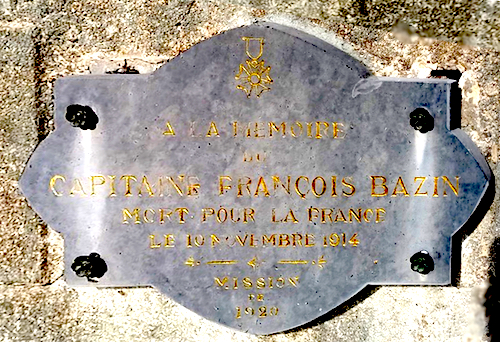 A LA MEMOIRE
DU
CAPITAINE FRANÇOIS BAZIN
MORT POUR LA FRANCE
LE 10 NOVEMBRE 1914
MISSION
DE
1920